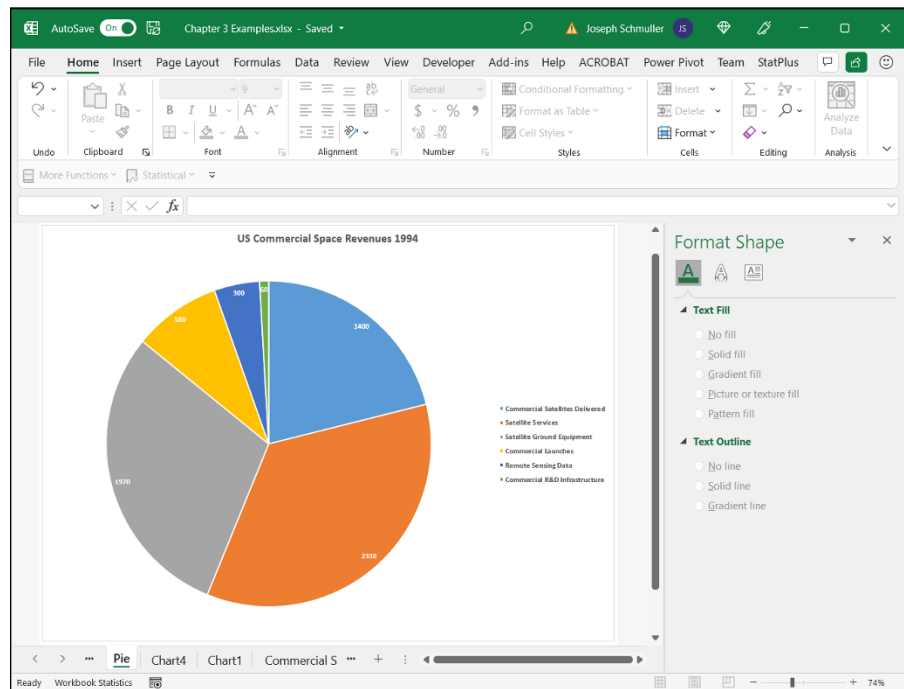 AutoSave On Chapter 3 Examples.xlsx - Saved Joseph Schmuller JS
File Home Insert Page Layout Formulas Data Review View Developer Add-ins Help ACROBAT Power Pivot Team StatPlus
Paste
9
B I U A A
A
ab
General
$ % 9
Conditional Formatting
Format as Table
Cell Styles
Insert
Delete
Format
Analyze
Data
Undo Clipboard Font Alignment Number Styles Cells Editing Analysis
More Functions Statistical
fx
US Commercial Space Revenues 1994
300
580
1400
1970
2330
Commercial Satellites Delivered
Satellite Services
Satellite Ground Equipment
Commercial Launches
Remote Sensing Data
Commercial R&D Infrastructure
Format Shape
Text Fill
No fill
Solid fill
Gradient fill
Picture or texture fill
Pattern fill
Text Outline
No line
Solid line
Gradient line
Pie Chart4 Chart1 Commercial S
Ready Workbook Statistics 74%